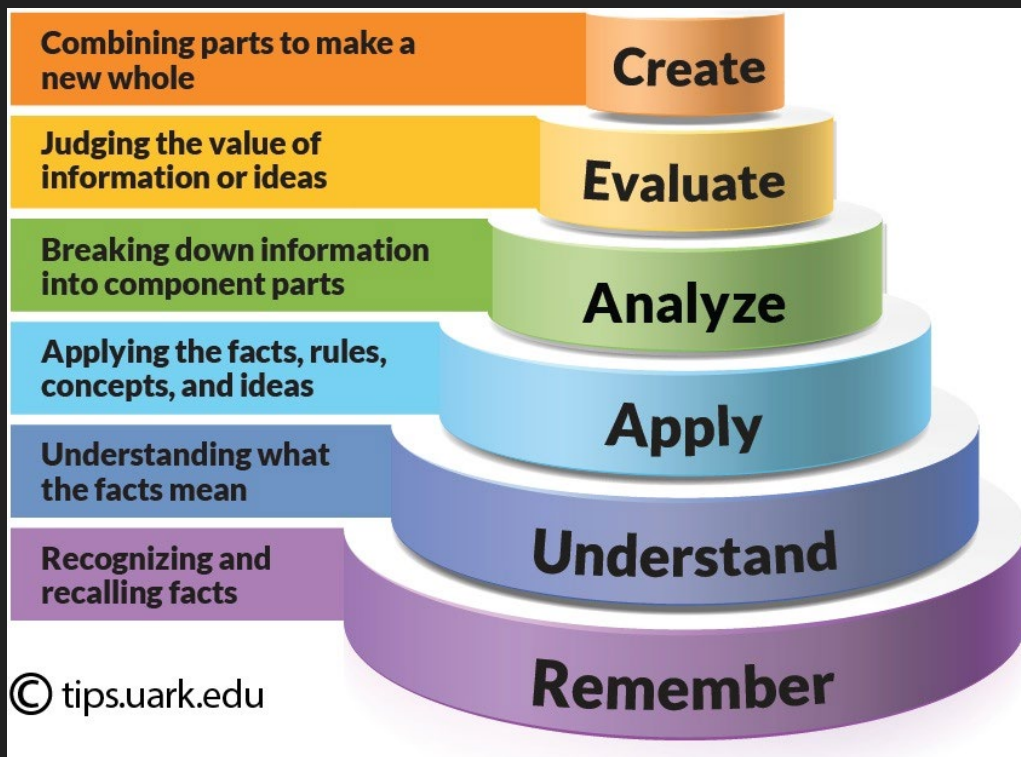 Combining parts to make a
new whole
Create
Judging the value of
information or ideas
Evaluate
Breaking down information
into component parts
Analyze
Applying the facts, rules,
concepts, and ideas
Apply
Understanding what
the facts mean
Understand
Recognizing and
recalling facts
Remember
© tips.uark.edu